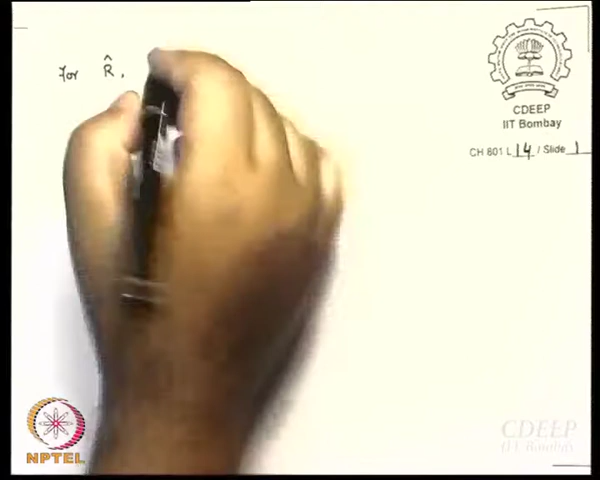 For R̂,
CDEEP
IIT Bombay
CH 801 L 14 / Slide 1
NPTEL
CDEEP
IIT Bombay